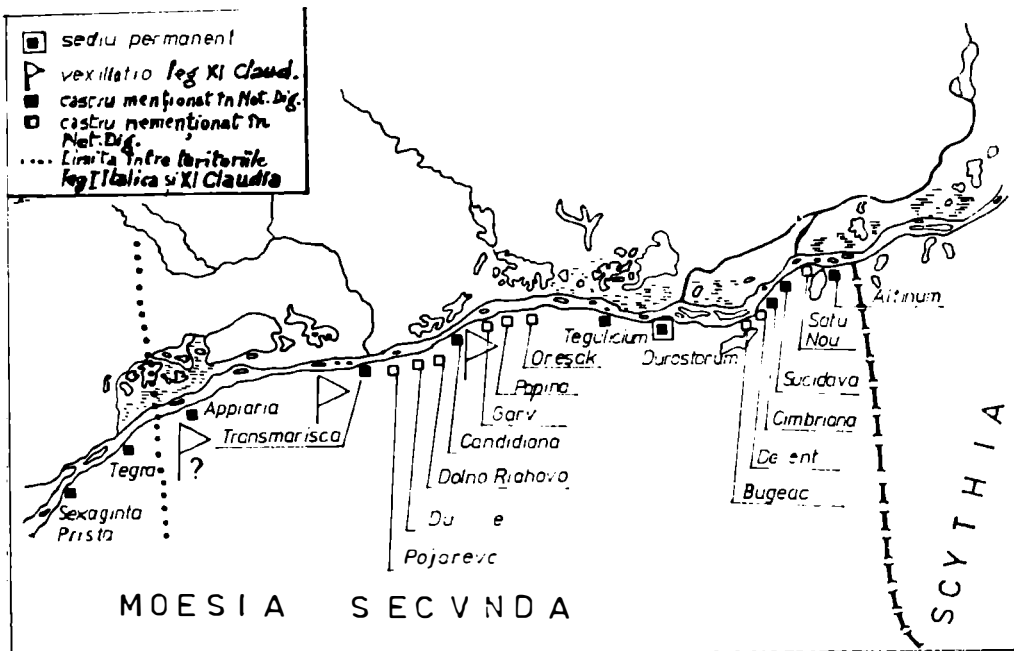 sediu permanent
vexillatio leg XI Claud.
castru menționat în Not. Dig.
castru nemenționat în
Not. Dig.
Limita între teritoriile
leg I Italica si XI Claudia
Altinum
Satu
Nou
Sucidava
Cimbriana
Bugeac
Tegulicium
Durostorum
Oreşak
Popina
Garv
Candidiana
Dolno Riahovo
Pojarevo
Appiaria
Transmarisca
?
Tegra
Sexaginta
Prista
MOESIA SECVNDA
SCYTHIA